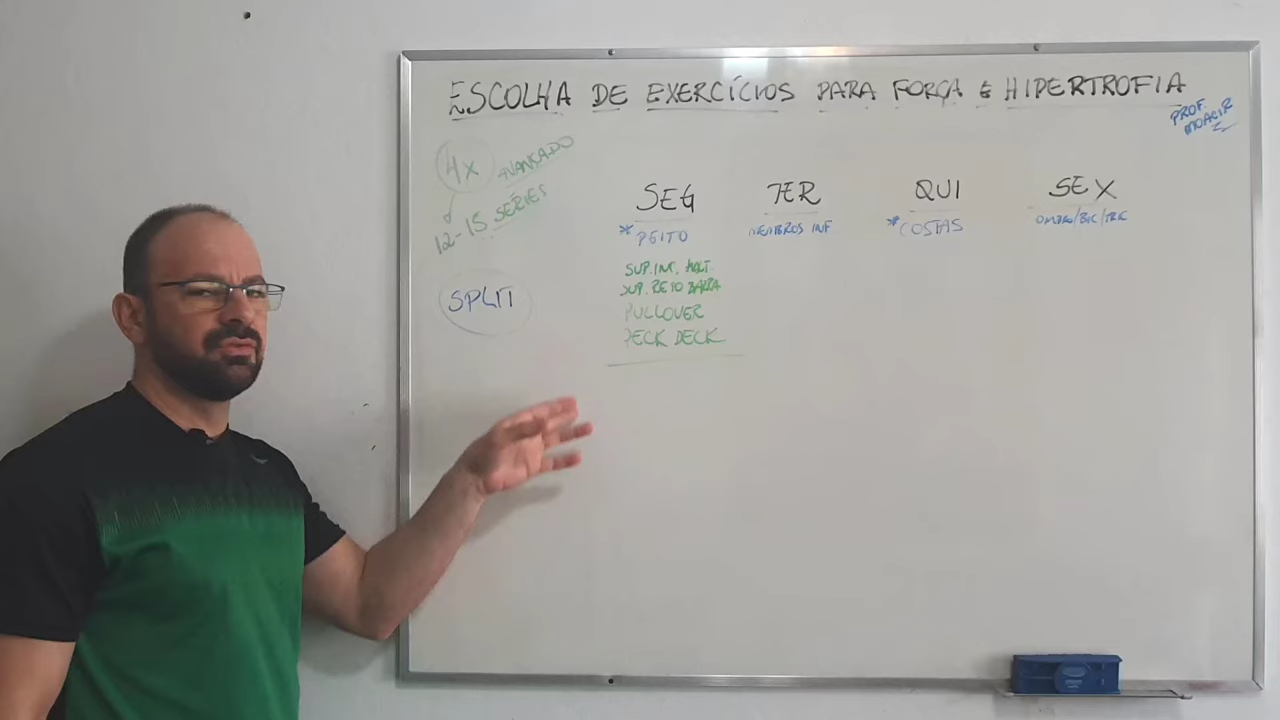 ESCOLHA DE EXERCÍCIOS PARA FORÇA E HIPERTROFIA
PROF. MOACIR
4X AVANÇADO
12-15 SÉRIES
SPLIT
SEG
* PEITO
SUP. INC. HALT.
SUP. RETO BARRA
PULLOVER
PECK DECK
TER
MEMBROS INF
QUI
* COSTAS
SEX
OMBRO/BIC/TRIC